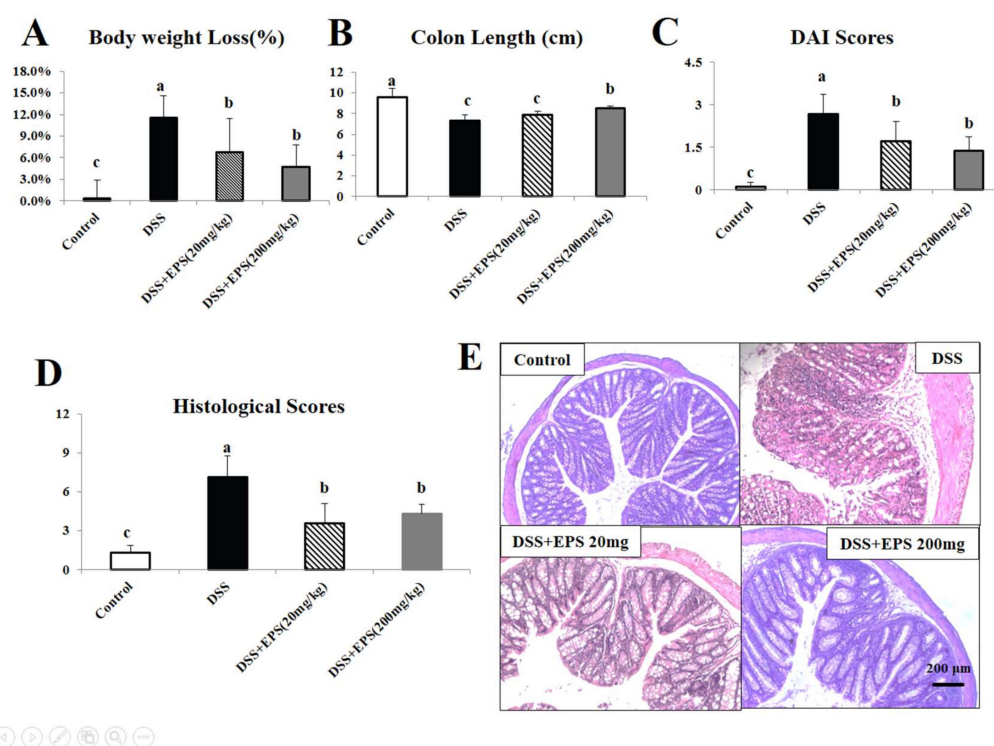 A
Body weight Loss(%)
18.0%
15.0%
12.0%
9.0%
6.0%
3.0%
0.0%
c
a
b
b
Control
DSS
DSS+EPS(20mg/kg)
DSS+EPS(200mg/kg)
B
Colon Length (cm)
12
10
8
6
4
2
0
a
c
c
b
Control
DSS
DSS+EPS(20mg/kg)
DSS+EPS(200mg/kg)
C
DAI Scores
4.5
3
1.5
0
c
a
b
b
Control
DSS
DSS+EPS(20mg/kg)
DSS+EPS(200mg/kg)
D
Histological Scores
12
9
6
3
0
c
a
b
b
Control
DSS
DSS+EPS(20mg/kg)
DSS+EPS(200mg/kg)
E
Control
DSS
DSS+EPS 20mg
DSS+EPS 200mg
200 μm